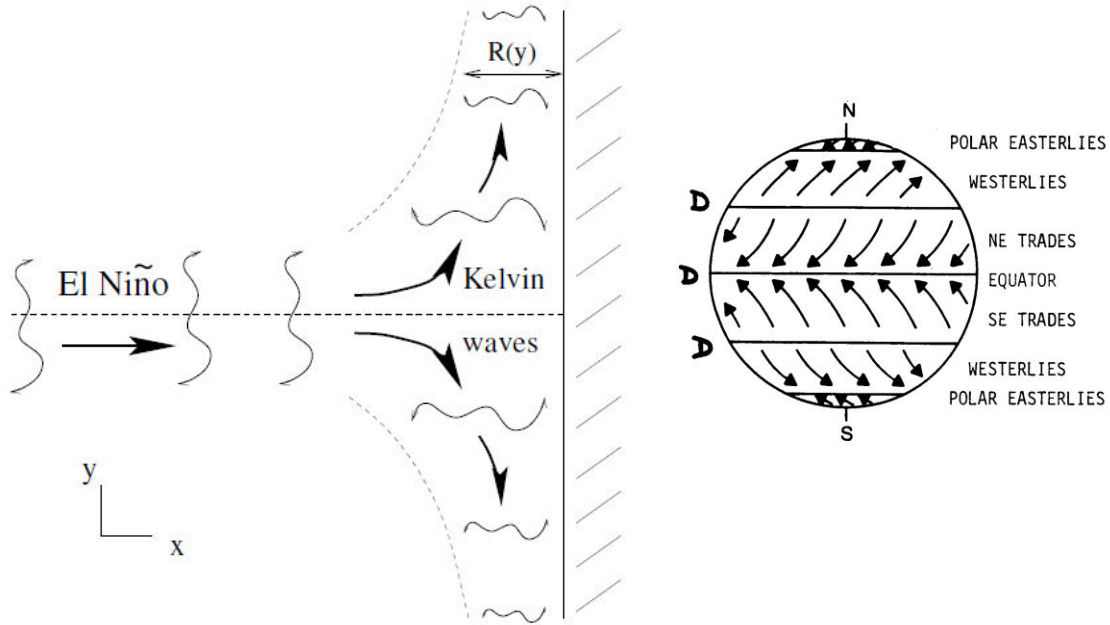 R(y)
El Niño
Kelvin
waves
y
x
N
POLAR EASTERLIES
WESTERLIES
D
NE TRADES
D
EQUATOR
SE TRADES
D
WESTERLIES
POLAR EASTERLIES
S